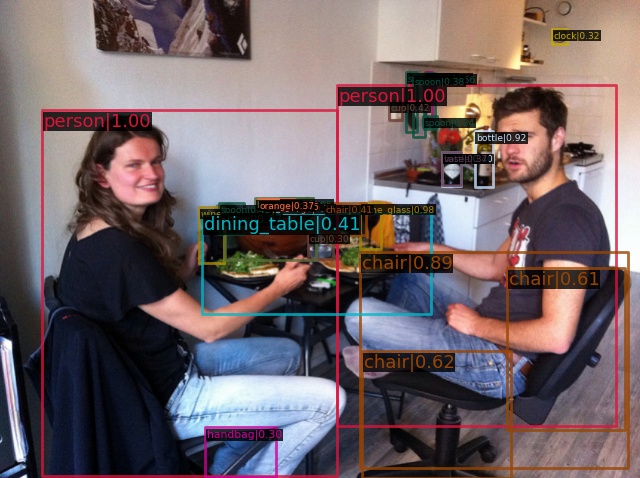 clock|0.32
spoon|0.38
person|1.00
cup|0.42
person|1.00
bottle|0.92
orange|0.37
chair|0.41
e_glass|0.98
dining_table|0.41
cup|0.30
chair|0.89
chair|0.61
chair|0.62
handbag|0.30